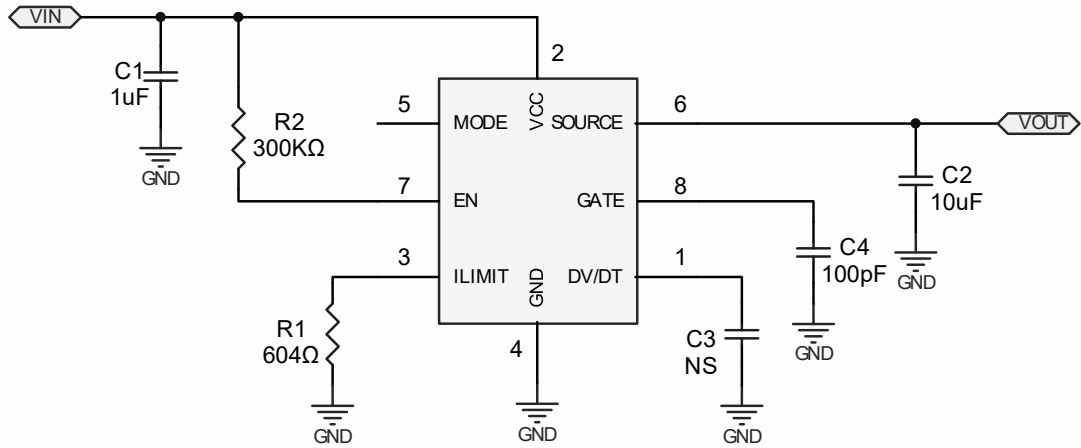 VIN
2
C1
1uF
GND
R2
300KΩ
5
MODE
VCC
SOURCE
6
VOUT
7
EN
GATE
8
C2
10uF
GND
3
ILIMIT
GND
DV/DT
1
C4
100pF
GND
R1
604Ω
GND
4
GND
C3
NS
GND